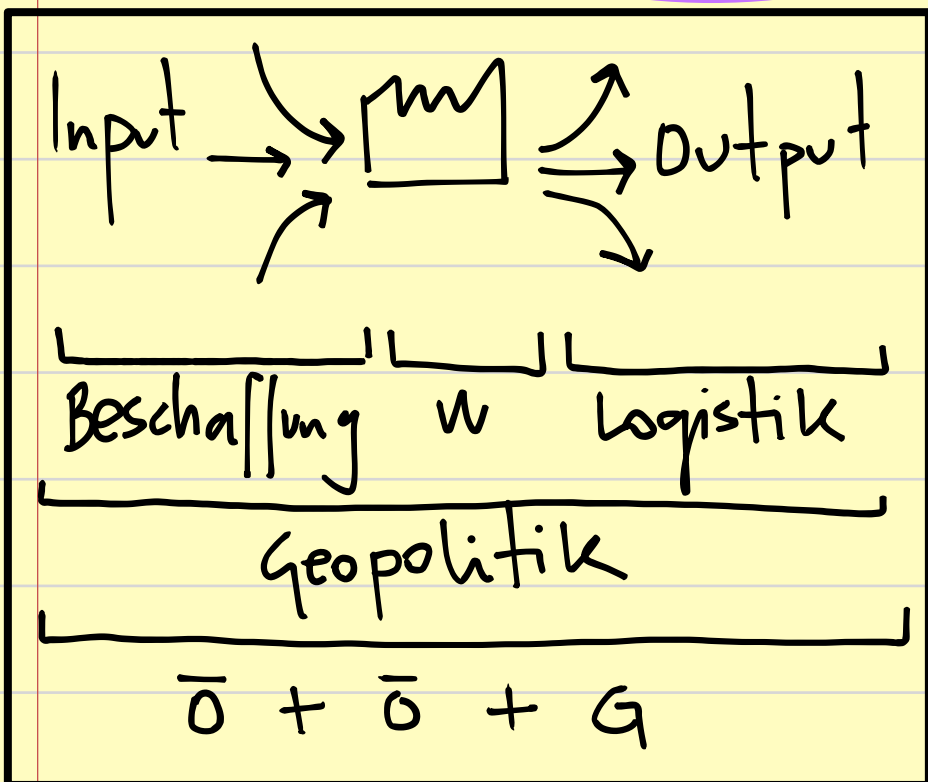 Input Output
Beschaffung W Logistik
Geopolitik
Ō + Ō + G